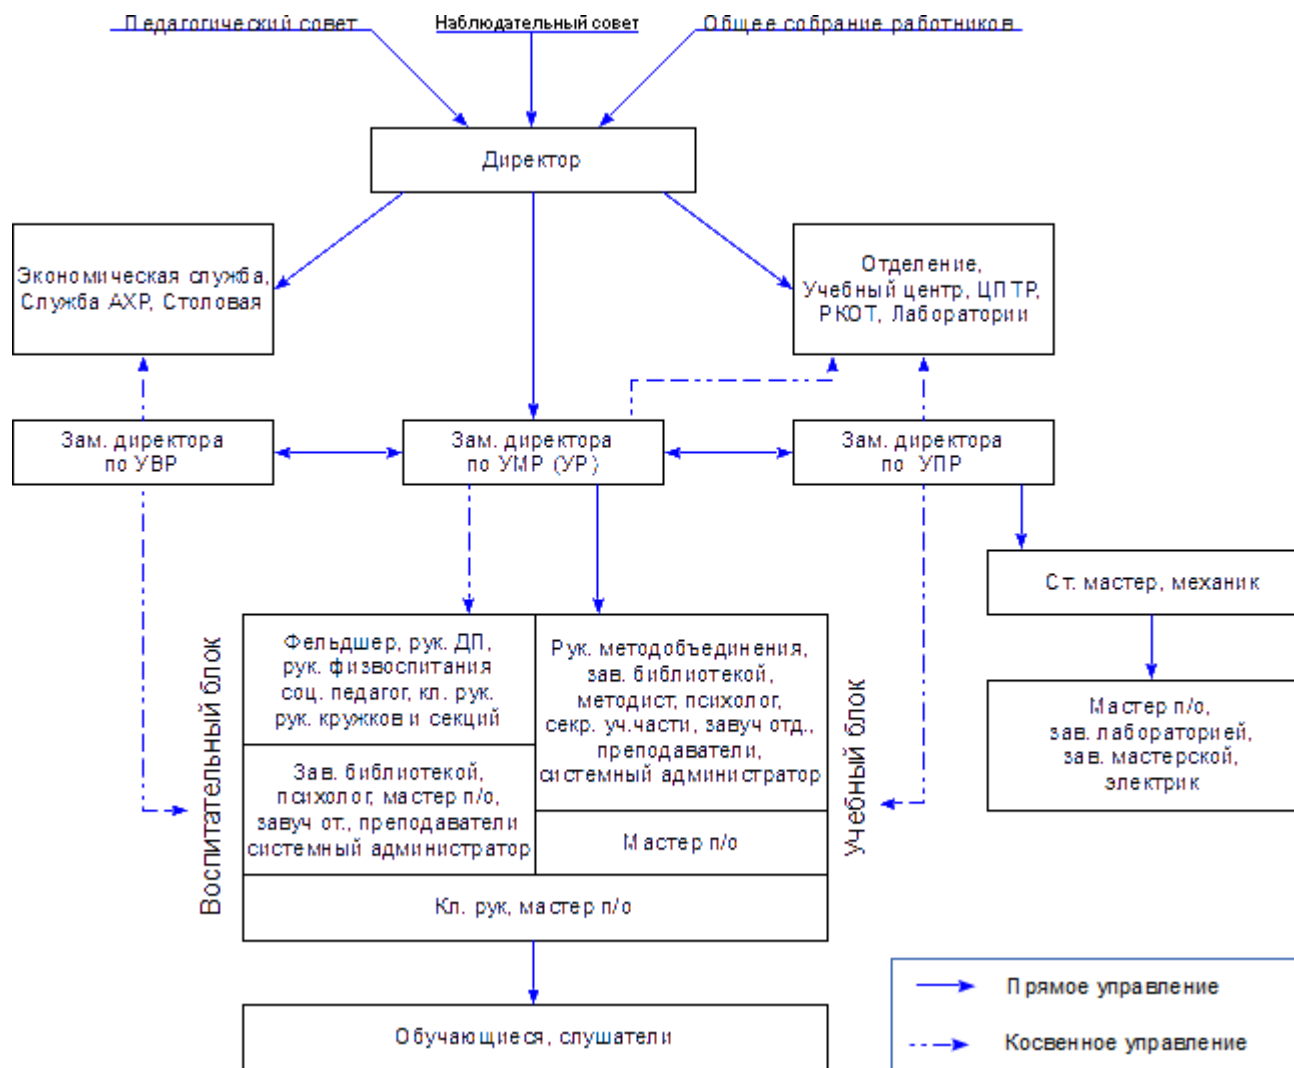 Педагогический совет
Наблюдательный совет
Общее собрание работников
Директор
Экономическая служба,
Служба АХР, Столовая
Отделение,
Учебный центр, ЦПТР,
РКОТ, Лаборатории
Зам. директора
по УВР
Зам. директора
по УМР (УР)
Зам. директора
по УПР
Ст. мастер, механик
Мастер п/о,
зав. лабораторией,
зав. мастерской,
электрик
Воспитательный блок
Фельдшер, рук. ДП,
рук. физвоспитания
соц. педагог, кл. рук.
рук. кружков и секций
Рук. методобъединения,
зав. библиотекой,
методист, психолог,
секр. уч.части, завуч отд.,
преподаватели,
системный администратор
Зав. библиотекой,
психолог, мастер п/о,
завуч от., преподаватели
системный администратор
Мастер п/о
Учебный блок
Кл. рук, мастер п/о
Обучающиеся, слушатели
Прямое управление
Косвенное управление